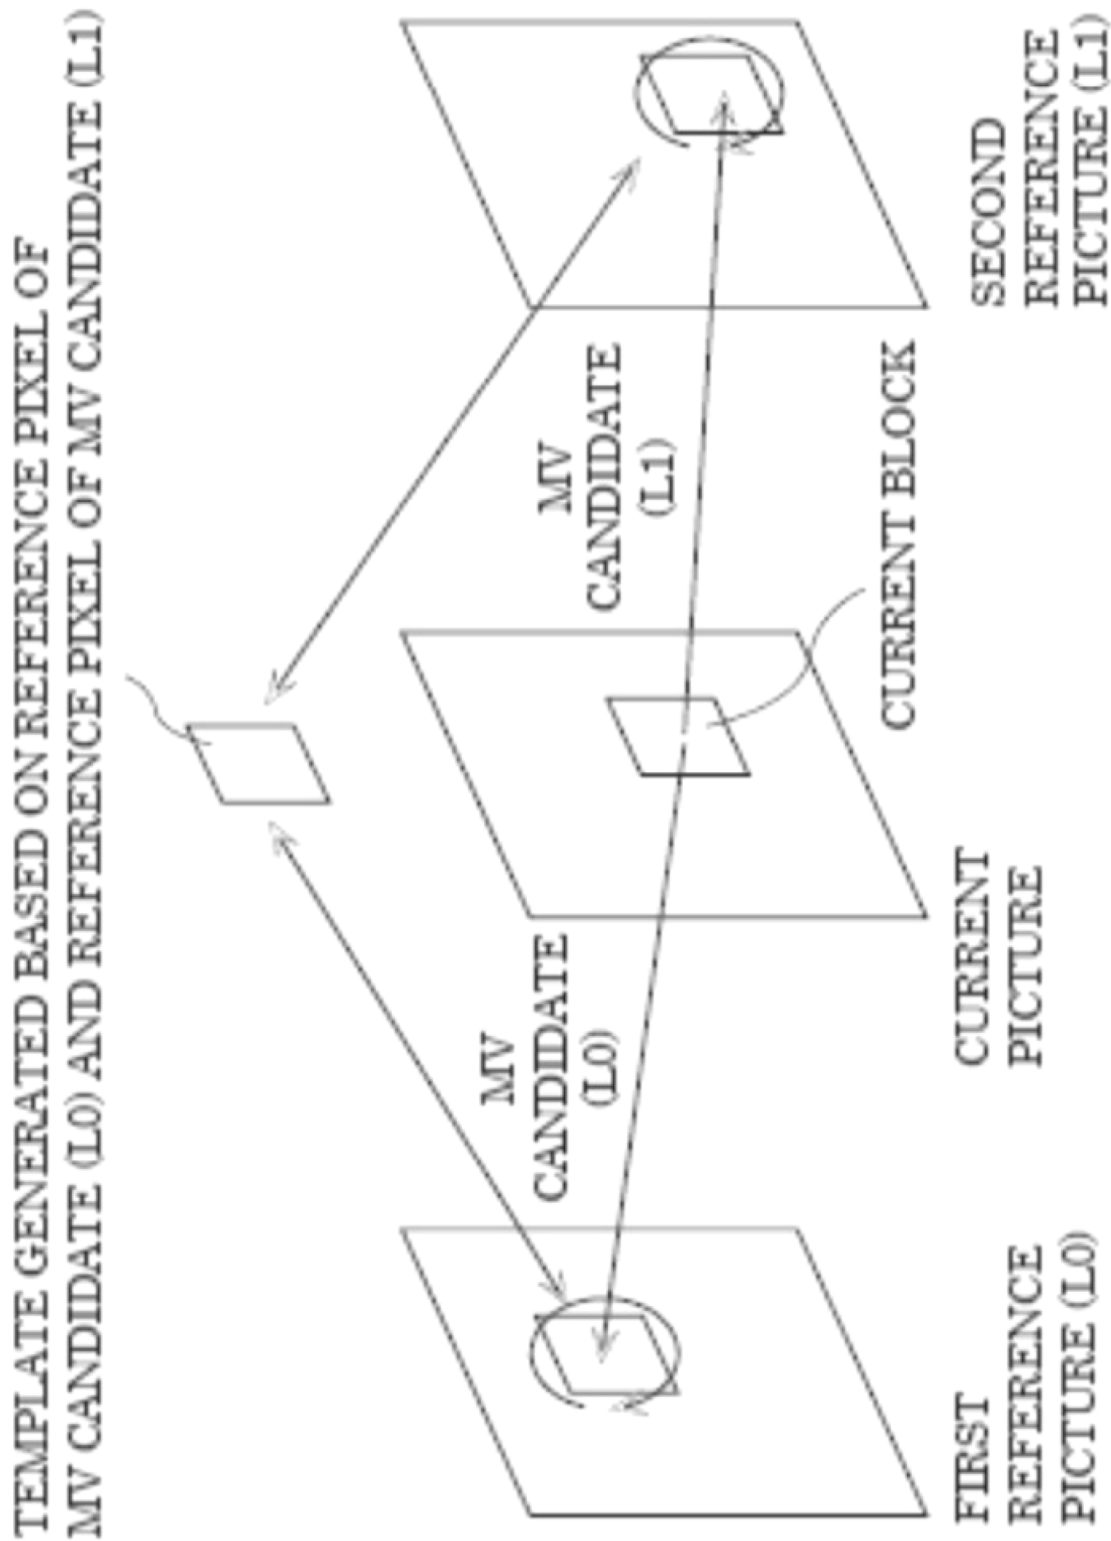 TEMPLATE GENERATED BASED ON REFERENCE PIXEL OF
MV CANDIDATE (L0) AND REFERENCE PIXEL OF MV CANDIDATE (L1)
MV
CANDIDATE
(L0)
MV
CANDIDATE
(L1)
CURRENT BLOCK
FIRST
REFERENCE
PICTURE (L0)
CURRENT
PICTURE
SECOND
REFERENCE
PICTURE (L1)